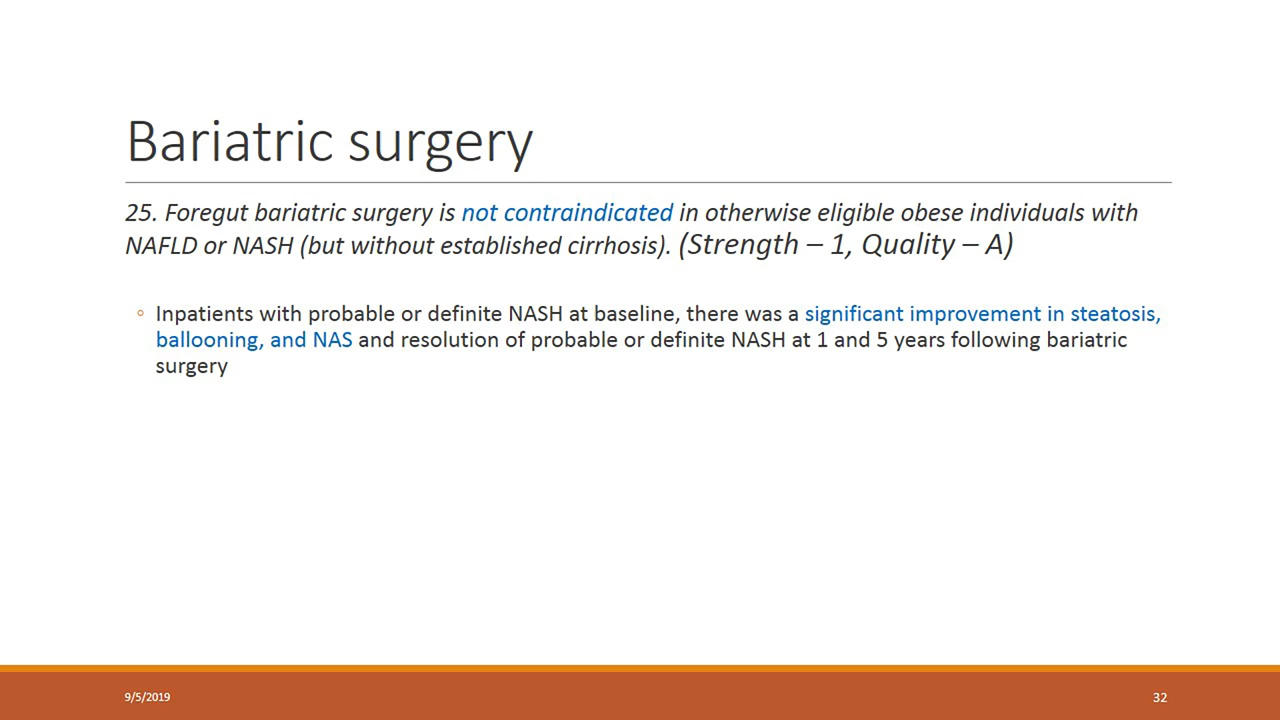 Bariatric surgery
25. Foregut bariatric surgery is not contraindicated in otherwise eligible obese individuals with
NAFLD or NASH (but without established cirrhosis). (Strength – 1, Quality – A)
◦ Inpatients with probable or definite NASH at baseline, there was a significant improvement in steatosis,
ballooning, and NAS and resolution of probable or definite NASH at 1 and 5 years following bariatric
surgery
9/5/2019
32